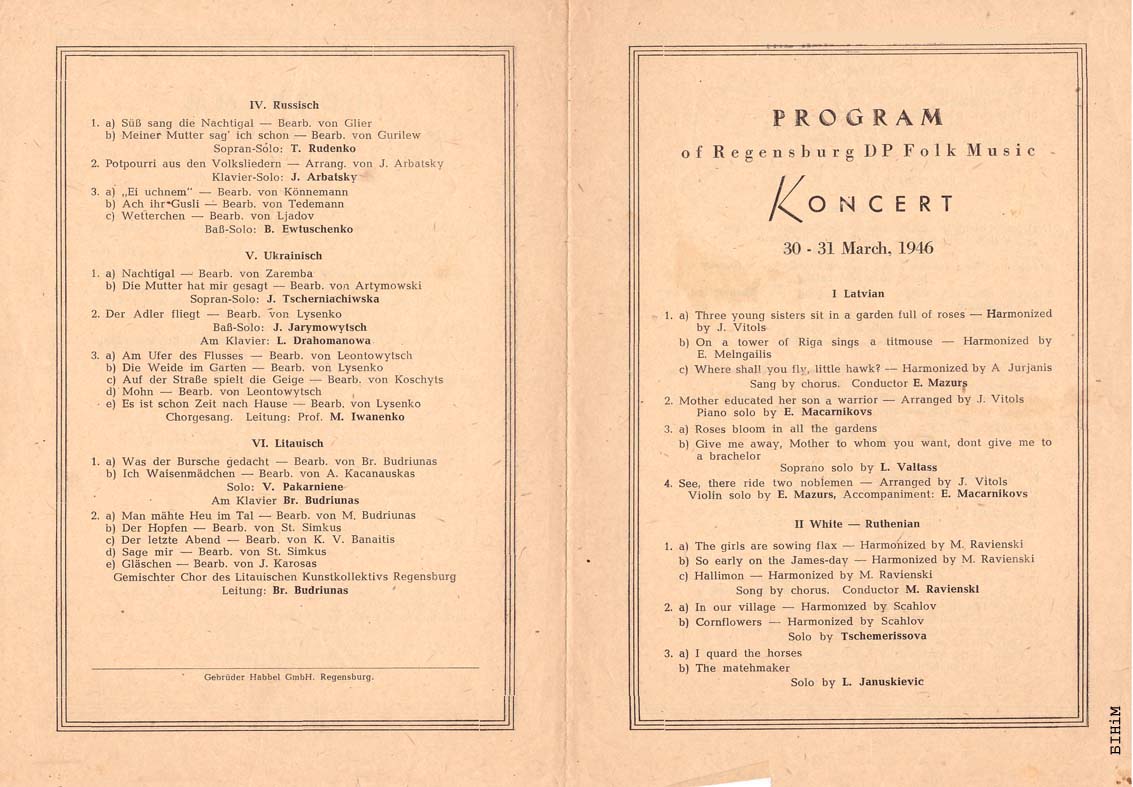 IV. Russisch
1. a) Süß sang die Nachtigal — Bearb. von Glier
b) Meiner Mutter sag' ich schon — Bearb. von Gurilew
Sopran-Solo: T. Rudenko
2. Potpourri aus den Volksliedern — Arrang. von J. Arbatsky
Klavier-Solo: J. Arbatsky
3. a) „Ei uchnem“ — Bearb. von Könnemann
b) Ach ihr Gusli — Bearb. von Tedemann
c) Wetterchen — Bearb. von Ljadov
Baß-Solo: B. Ewtuschenko
V. Ukrainisch
1. a) Nachtigal — Bearb. von Zaremba
b) Die Mutter hat mir gesagt — Bearb. von Artymowski
Sopran-Solo: J. Tscherniachiwska
2. Der Adler fliegt — Bearb. von Lysenko
Baß-Solo: J. Jarymowytsch
Am Klavier: L. Drahomanowa
3. a) Am Ufer des Flusses — Bearb. von Leontowytsch
b) Die Weide im Garten — Bearb. von Lysenko
c) Auf der Straße spielt die Geige — Bearb. von Koschyts
d) Mohn — Bearb. von Leontowytsch
e) Es ist schon Zeit nach Hause — Bearb. von Lysenko
Chorgesang. Leitung: Prof. M. Iwanenko
VI. Litauisch
1. a) Was der Bursche gedacht — Bearb. von Br. Budriunas
b) Ich Waisenmädchen — Bearb. von A. Kacanauskas
Solo: V. Pakarniene
Am Klavier Br. Budriunas
2. a) Man mähte Heu im Tal — Bearb. von M. Budriunas
b) Der Hopfen — Bearb. von St. Simkus
c) Der letzte Abend — Bearb. von K. V. Banaitis
d) Sage mir — Bearb. von St. Simkus
e) Gläschen — Bearb. von J. Karosas
Gemischter Chor des Litauischen Kunstkollektivs Regensburg
Leitung: Br. Budriunas
Gebrüder Habbel GmbH. Regensburg.
PROGRAM
of Regensburg DP Folk Music
KONCERT
30 - 31 March, 1946
I Latvian
1. a) Three young sisters sit in a garden full of roses — Harmonized
by J. Vitols
b) On a tower of Riga sings a titmouse — Harmonized by
E. Melngailis
c) Where shall you fly, little hawk? — Harmonized by A Jurjanis
Sang by chorus. Conductor E. Mazurs
2. Mother educated her son a warrior — Arranged by J. Vitols
Piano solo by E. Macarnikovs
3. a) Roses bloom in all the gardens
b) Give me away, Mother to whom you want, dont give me to
a brachelor
Soprano solo by L. Valtass
4. See, there ride two noblemen — Arranged by J. Vitols
Violin solo by E. Mazurs, Accompaniment: E. Macarnikovs
II White — Ruthenian
1. a) The girls are sowing flax — Harmonized by M. Ravienski
b) So early on the James-day — Harmonized by M. Ravienski
c) Hallimon — Harmonized by M. Ravienski
Song by chorus. Conductor M. Ravienski
2. a) In our village — Harmonized by Scahlov
b) Cornflowers — Harmonized by Scahlov
Solo by Tschemerissova
3. a) I quard the horses
b) The matehmaker
Solo by L. Januskievic
БІНіМ